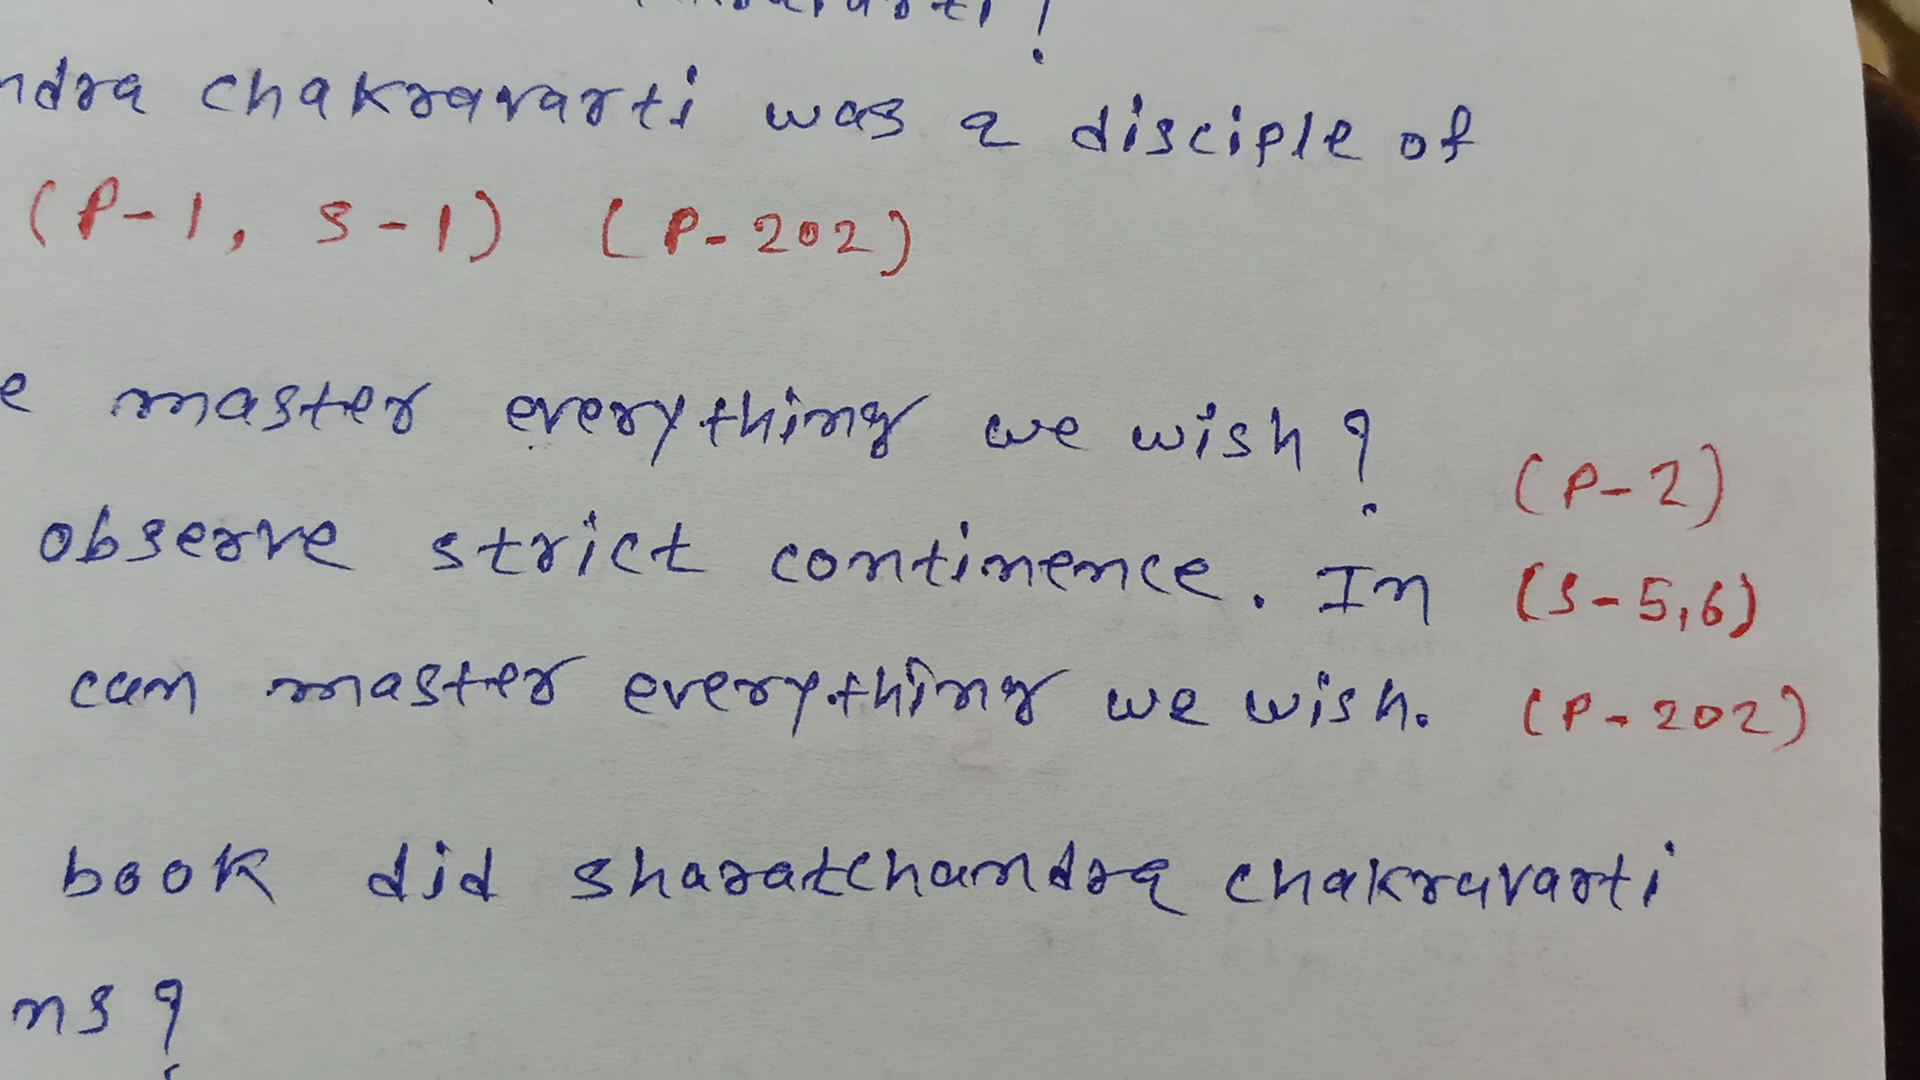 ndra chakravarti was a disciple of
(P-1, S-1) (P-202)
e master everything we wish?
(P-2)
observe strict continence. In
(S-5,6)
can master everything we wish.
(P-202)
book did sharatchandra chakravarti
ns?